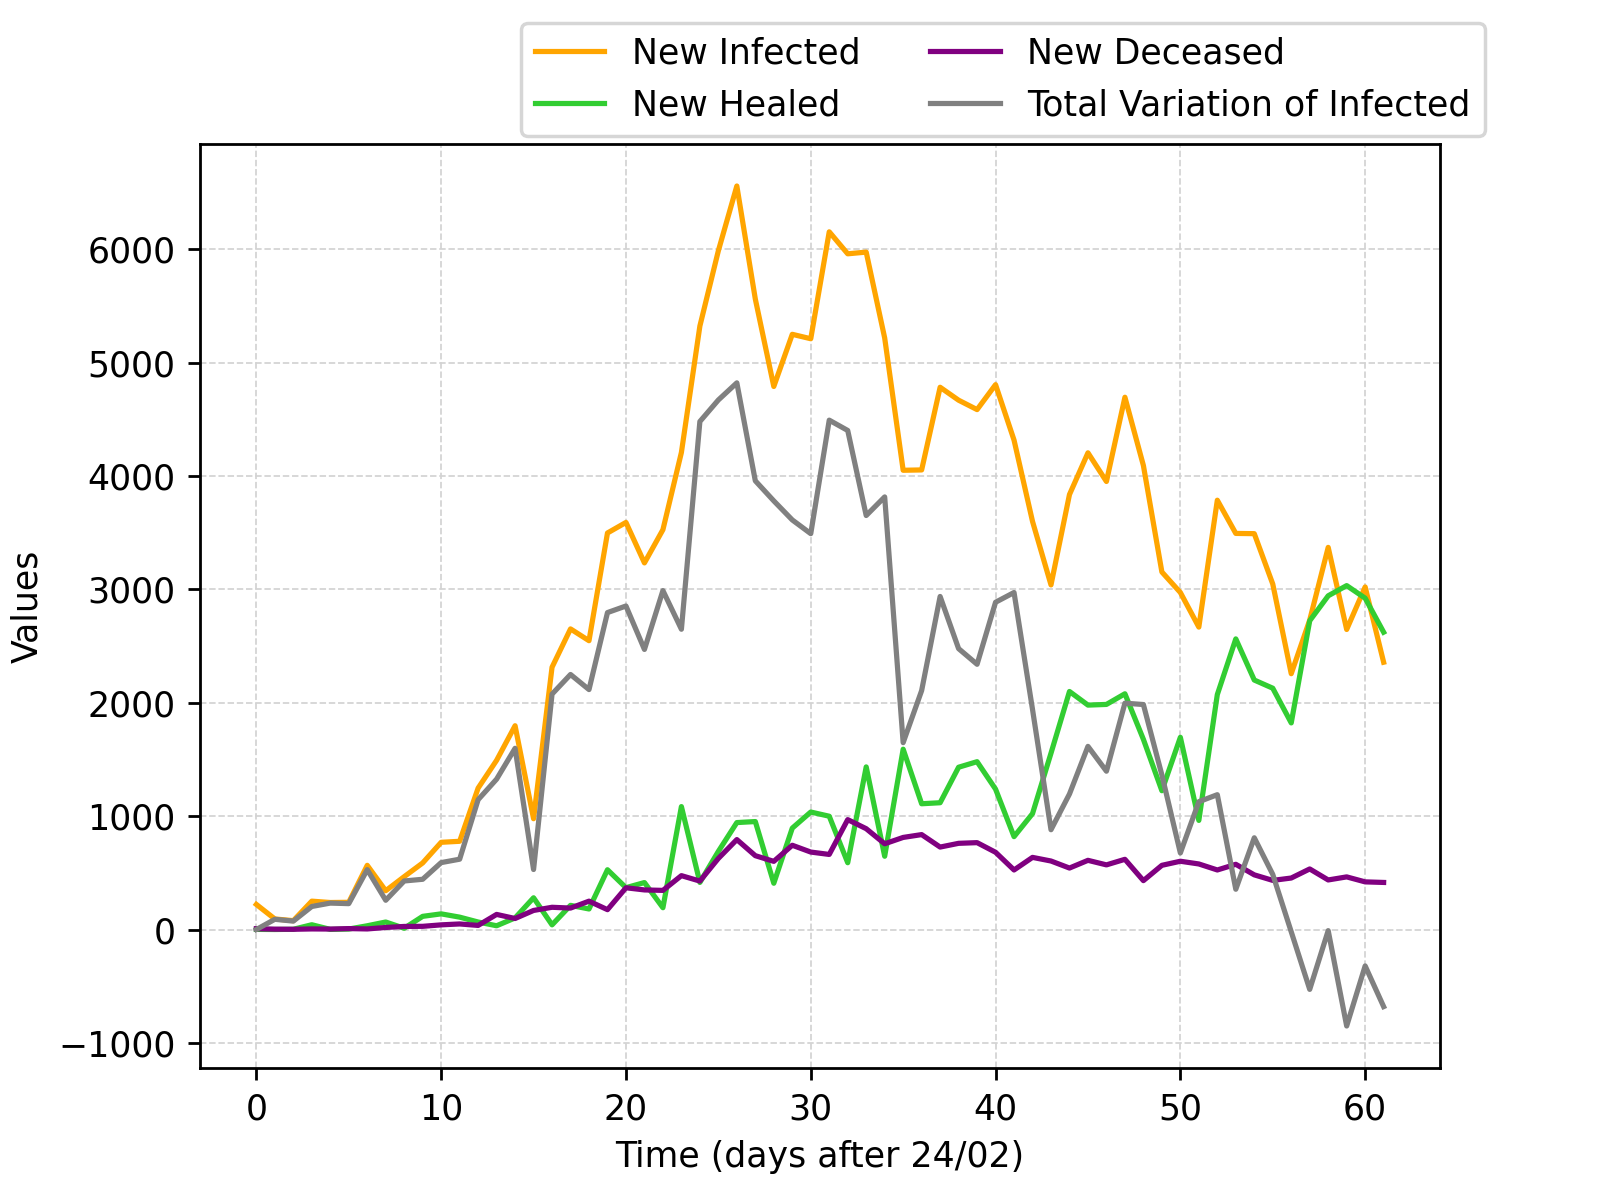 New Infected
New Healed
New Deceased
Total Variation of Infected
6000
5000
4000
3000
2000
1000
0
−1000
Values
0 10 20 30 40 50 60
Time (days after 24/02)